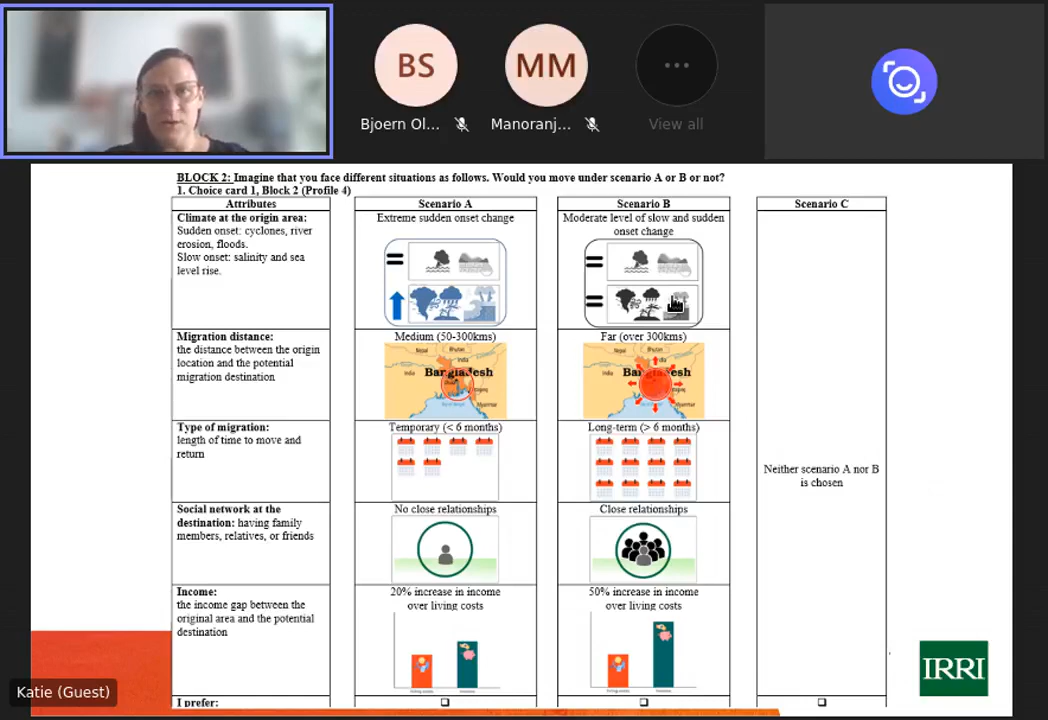 BS
MM
Bjoern Ol...
Manoranj...
View all
BLOCK 2: Imagine that you face different situations as follows. Would you move under scenario A or B or not?
1. Choice card 1, Block 2 (Profile 4)
Attributes
Scenario A
Scenario B
Scenario C
Climate at the origin area:
Sudden onset: cyclones, river
erosion, floods.
Slow onset: salinity and sea
level rise.
Extreme sudden onset change
Moderate level of slow and sudden
onset change
Migration distance:
the distance between the origin
location and the potential
migration destination
Medium (50-300kms)
Nepal
Bhutan
India
Bangladesh
Myanmar
Far (over 300kms)
Nepal
Bhutan
India
Bangladesh
Myanmar
Type of migration:
length of time to move and
return
Temporary (< 6 months)
Long-term (> 6 months)
Neither scenario A nor B
is chosen
Social network at the
destination: having family
members, relatives, or friends
No close relationships
Close relationships
Income:
the income gap between the
original area and the potential
destination
20% increase in income
over living costs
50% increase in income
over living costs
I prefer:
IRRI
Katie (Guest)